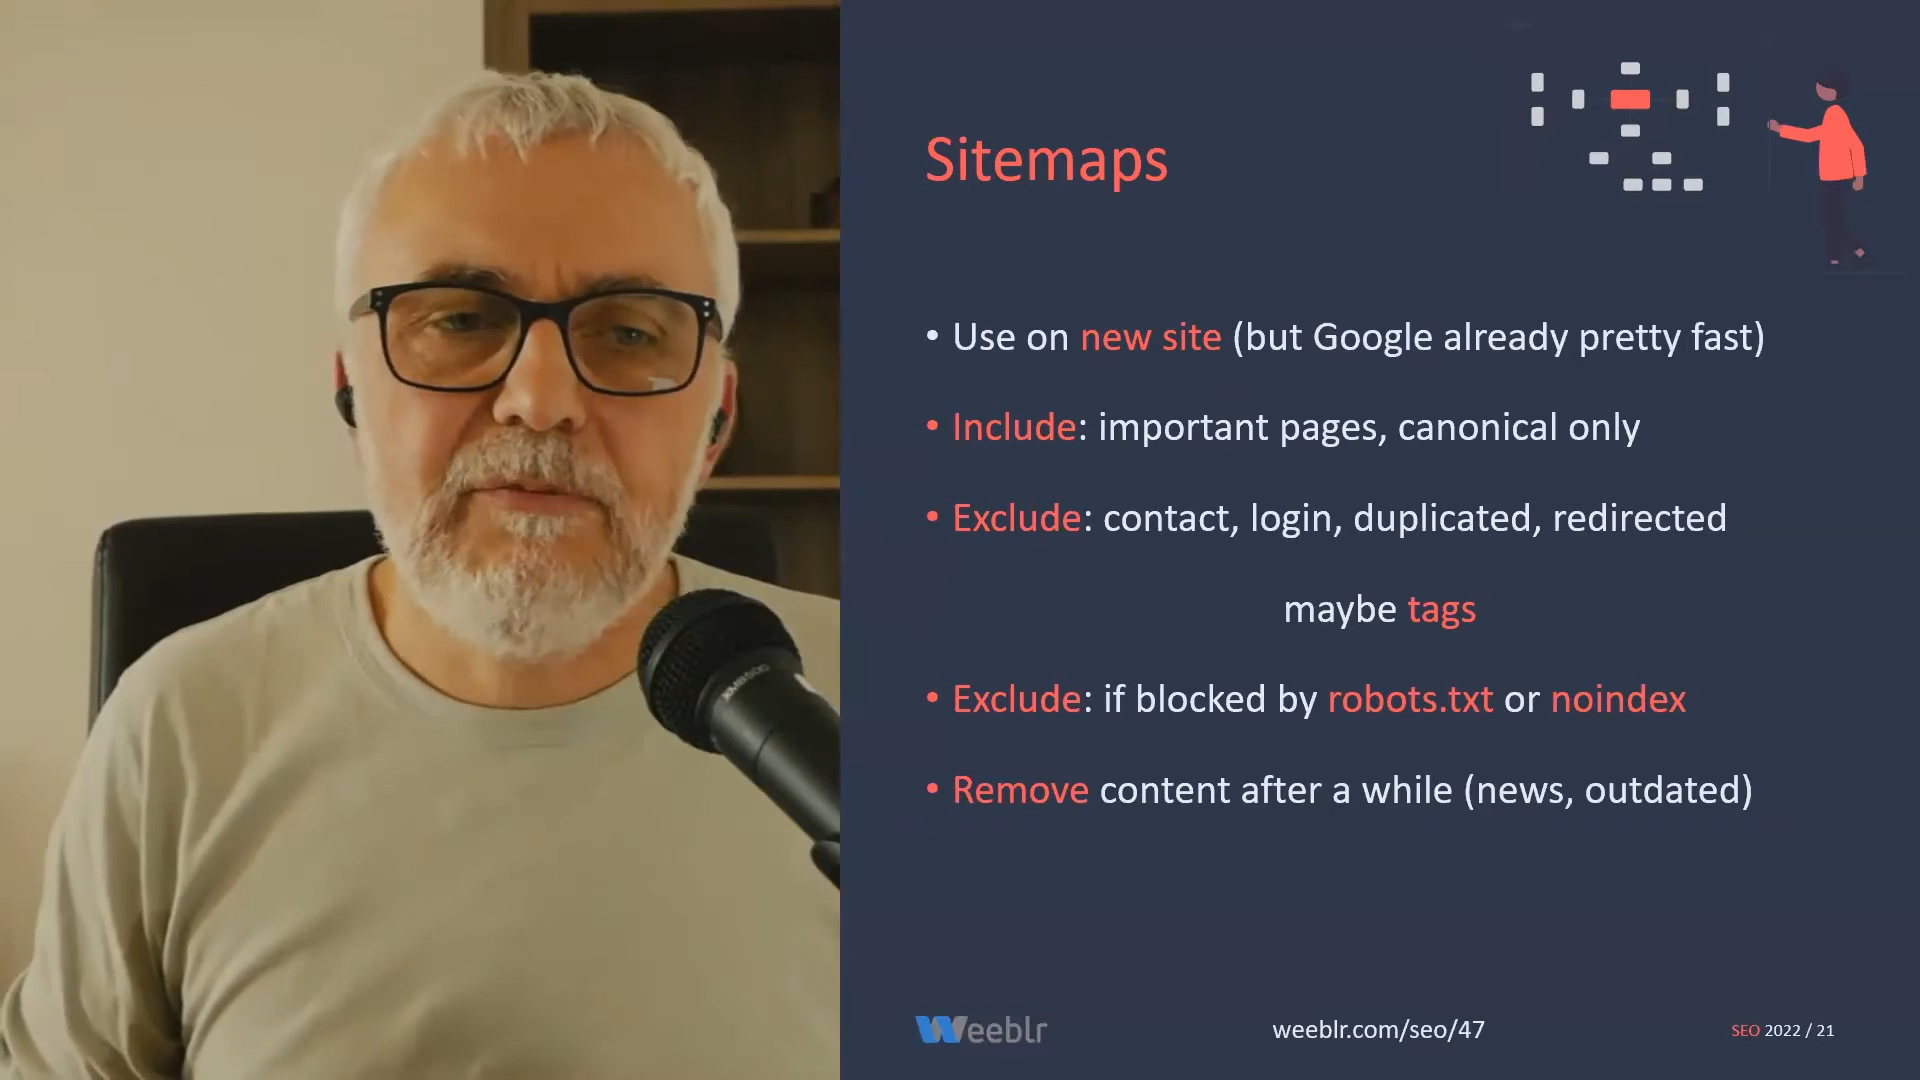 Sitemaps
• Use on new site (but Google already pretty fast)
• Include: important pages, canonical only
• Exclude: contact, login, duplicated, redirected
maybe tags
• Exclude: if blocked by robots.txt or noindex
• Remove content after a while (news, outdated)
XM8500
Weeblr
weeblr.com/seo/47
SEO 2022 / 21